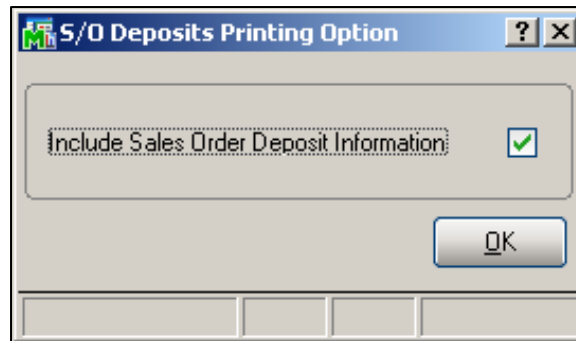 S/O Deposits Printing Option
Include Sales Order Deposit Information
OK